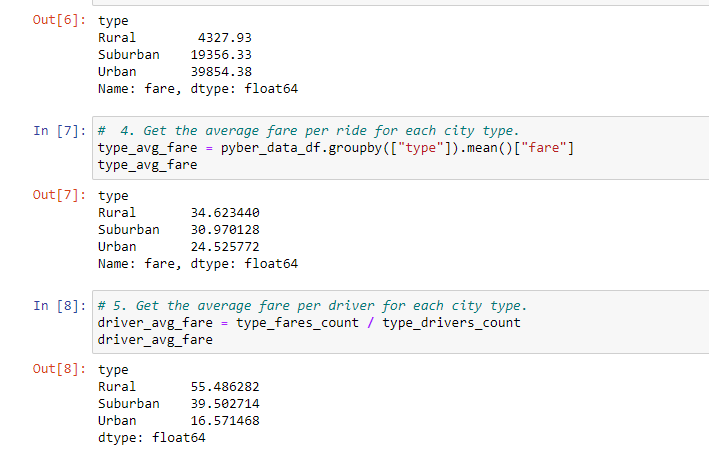 Out[6]: type
Rural 4327.93
Suburban 19356.33
Urban 39854.38
Name: fare, dtype: float64
In [7]: #  4. Get the average fare per ride for each city type.
type_avg_fare = pyber_data_df.groupby(["type"]).mean()["fare"]
type_avg_fare
Out[7]: type
Rural 34.623440
Suburban 30.970128
Urban 24.525772
Name: fare, dtype: float64
In [8]: # 5. Get the average fare per driver for each city type.
driver_avg_fare = type_fares_count / type_drivers_count
driver_avg_fare
Out[8]: type
Rural 55.486282
Suburban 39.502714
Urban 16.571468
dtype: float64